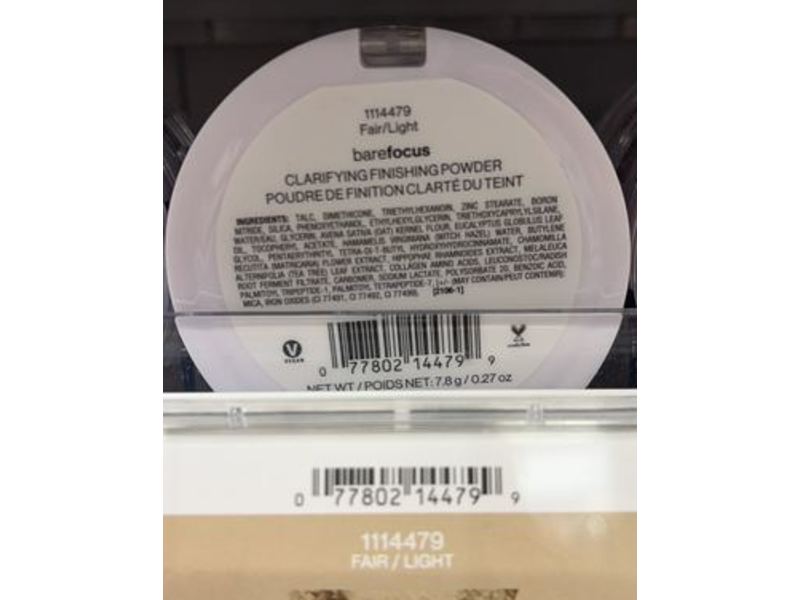 1114479
Fair/Light
barefocus
CLARIFYING FINISHING POWDER
POUDRE DE FINITION CLARTÉ DU TEINT
INGREDIENTS: TALC, DIMETHICONE, TRIETHYLHEXANOIN, ZINC STEARATE, BORON
NITRIDE, SILICA, PHENOXYETHANOL, ETHYLHEXYLGLYCERIN, TRIETHOXYCAPRYLYLSILANE,
WATER/EAU, GLYCERIN, AVENA SATIVA (OAT) KERNEL FLOUR, EUCALYPTUS GLOBULUS LEAF
OIL, TOCOPHERYL ACETATE, HAMAMELIS VIRGINIANA (WITCH HAZEL) WATER, BUTYLENE
GLYCOL, PENTAERYTHRITYL TETRA-DI-T-BUTYL HYDROXYHYDROCINNAMATE, CHAMOMILLA
RECUTITA (MATRICARIA) FLOWER EXTRACT, HIPPOPHAE RHAMNOIDES EXTRACT, MELALEUCA
ALTERNIFOLIA (TEA TREE) LEAF EXTRACT, COLLAGEN AMINO ACIDS, LEUCONOSTOC/RADISH
ROOT FERMENT FILTRATE, CARBOMER, SODIUM LACTATE, POLYSORBATE 20, BENZOIC ACID,
PALMITOYL TRIPEPTIDE-1, PALMITOYL TETRAPEPTIDE-7, [+/- (MAY CONTAIN/PEUT CONTENIR):
MICA, IRON OXIDES (CI 77491, CI 77492, CI 77499). [2106-1]
V
VEGAN
0 77802 14479 9
NET WT / POIDS NET: 7.8 g / 0.27 oz
0 77802 14479 9
1114479
FAIR / LIGHT